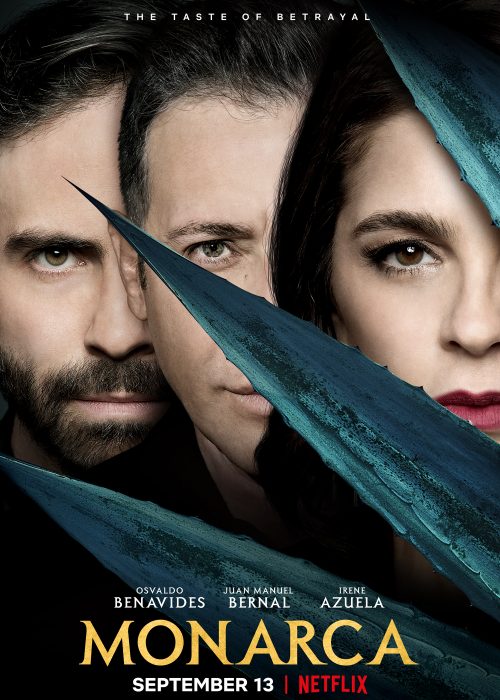 THE TASTE OF BETRAYAL
OSVALDO BENAVIDES
JUAN MANUEL BERNAL
IRENE AZUELA
MONARCA
SEPTEMBER 13 | NETFLIX